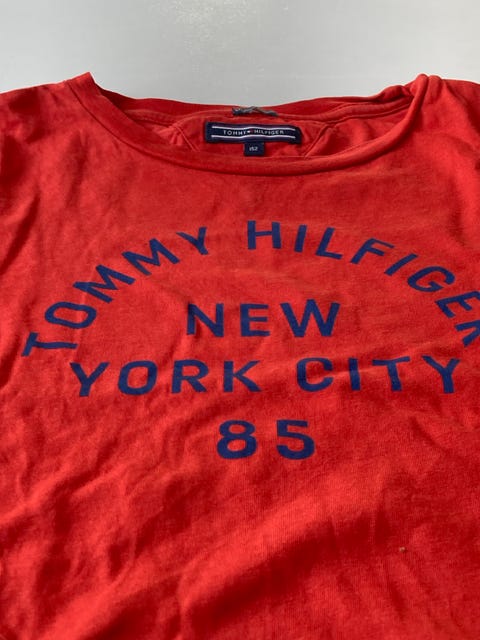 TOMMY HILFIGER
152
TOMMY HILFIGER
NEW
YORK CITY
85